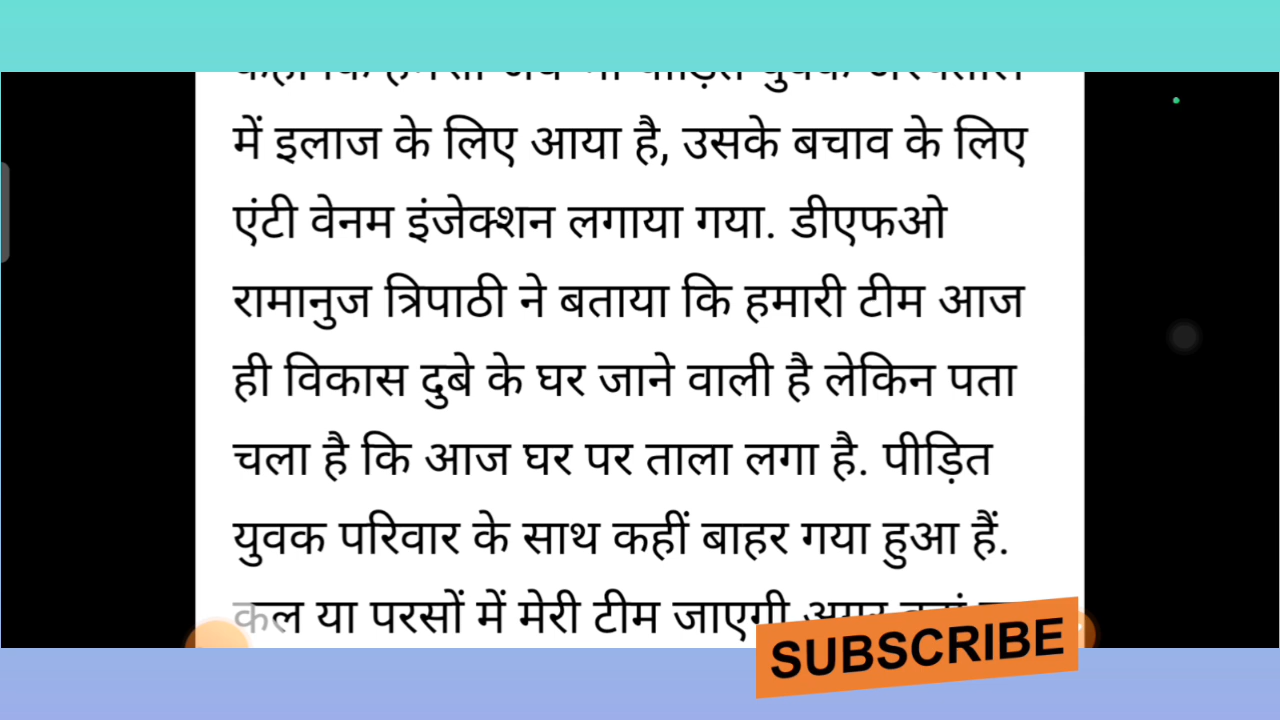 में इलाज के लिए आया है, उसके बचाव के लिए
एंटी वेनम इंजेक्शन लगाया गया. डीएफओ
रामानुज त्रिपाठी ने बताया कि हमारी टीम आज
ही विकास दुबे के घर जाने वाली है लेकिन पता
चला है कि आज घर पर ताला लगा है. पीड़ित
युवक परिवार के साथ कहीं बाहर गया हुआ हैं.
कल या परसों में मेरी टीम जाएगी
SUBSCRIBE